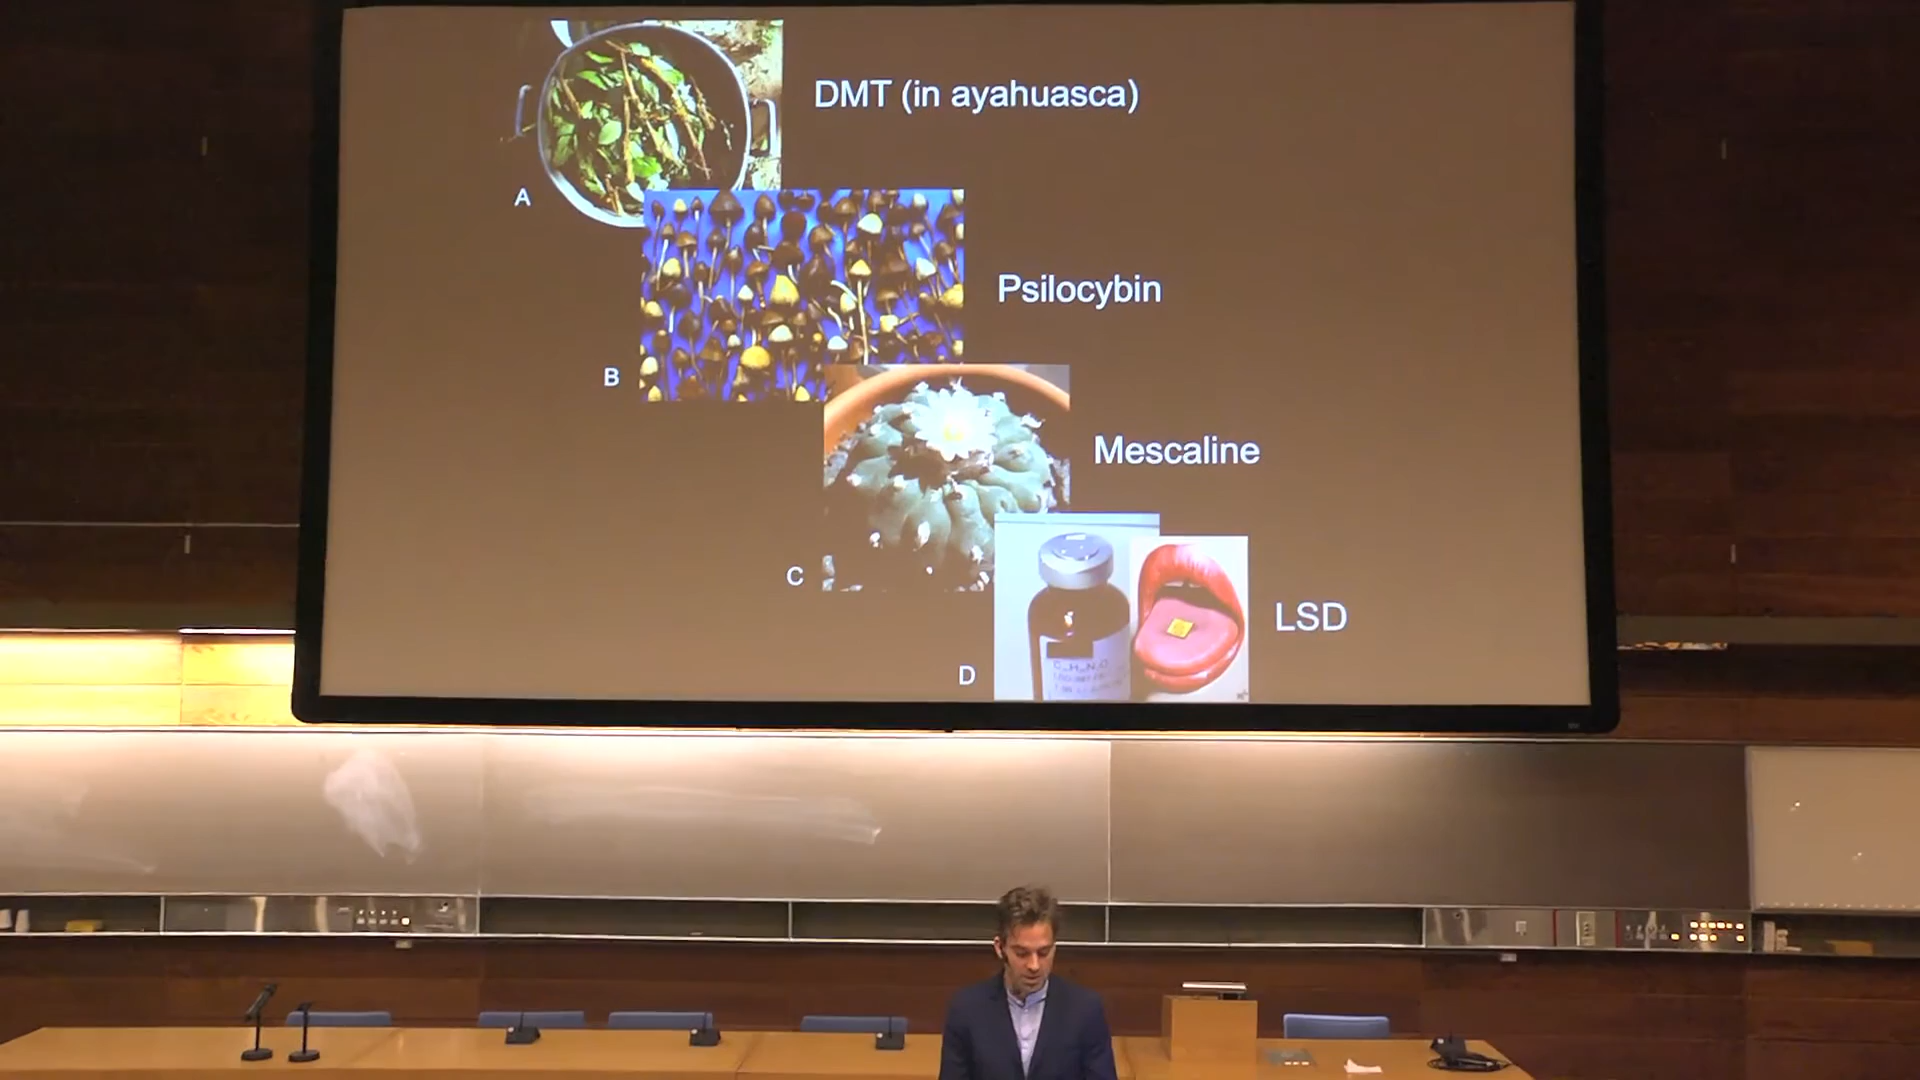 DMT (in ayahuasca)
A
Psilocybin
B
Mescaline
C
LSD
D